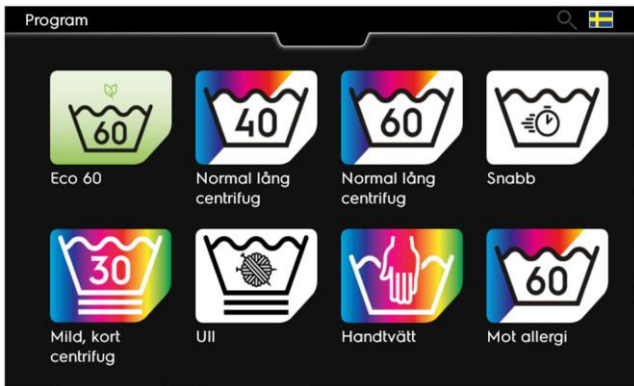 Program
60
Eco 60
40
Normal lång
centrifug
60
Normal lång
centrifug
Snabb
30
Mild, kort
centrifug
Ull
Handtvätt
60
Mot allergi